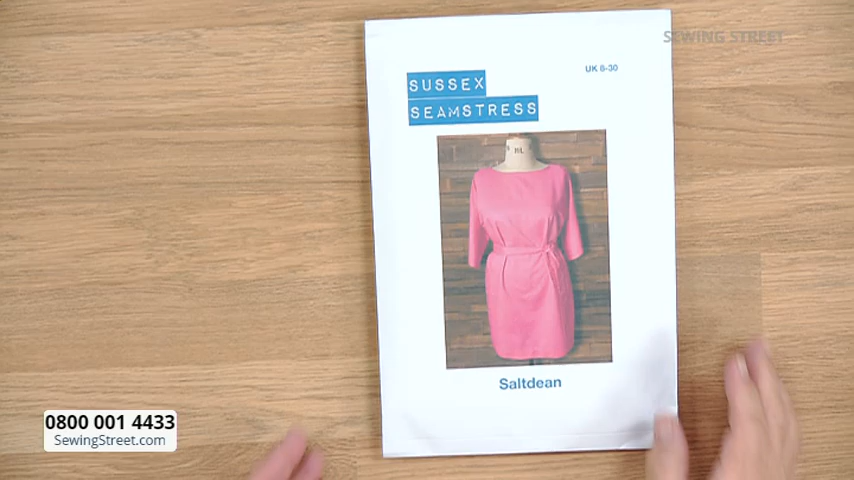 SEWING STREET
UK 8-30
SUSSEX
SEAMSTRESS
Saltdean
0800 001 4433
SewingStreet.com